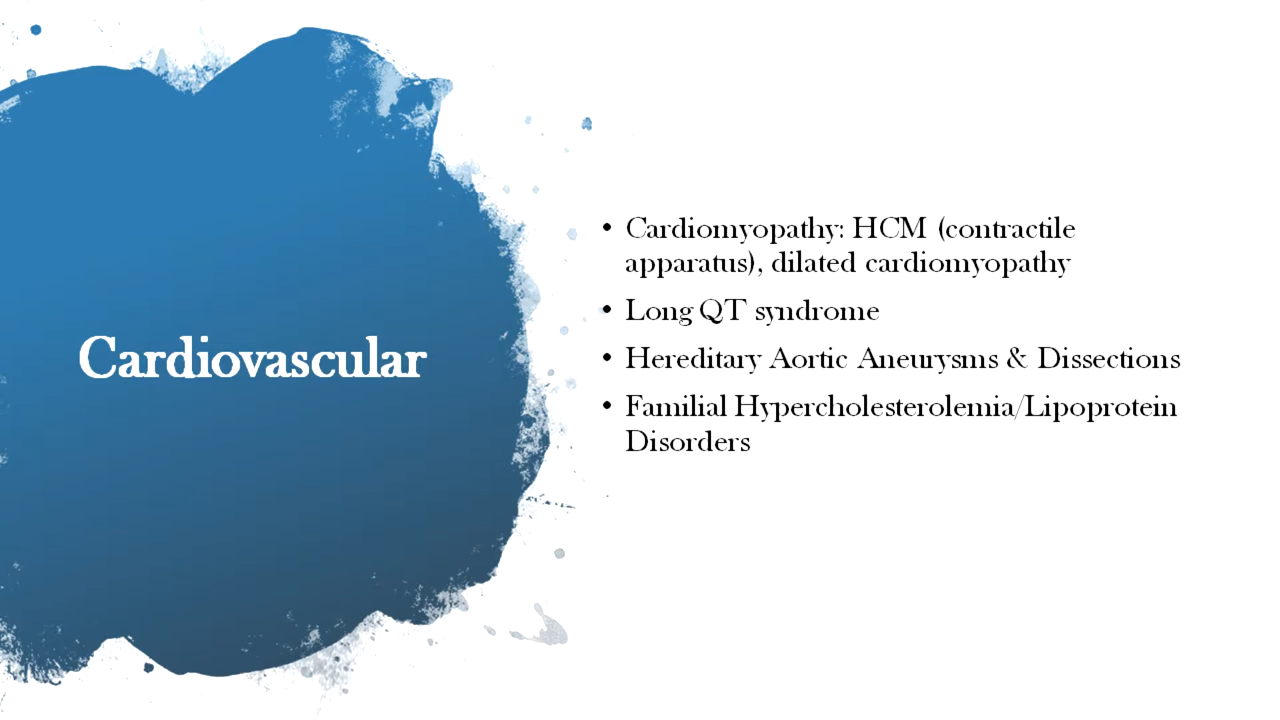 Cardiovascular
• Cardiomyopathy: HCM (contractile
apparatus), dilated cardiomyopathy
• Long QT syndrome
• Hereditary Aortic Aneurysms & Dissections
• Familial Hypercholesterolemia/Lipoprotein
Disorders